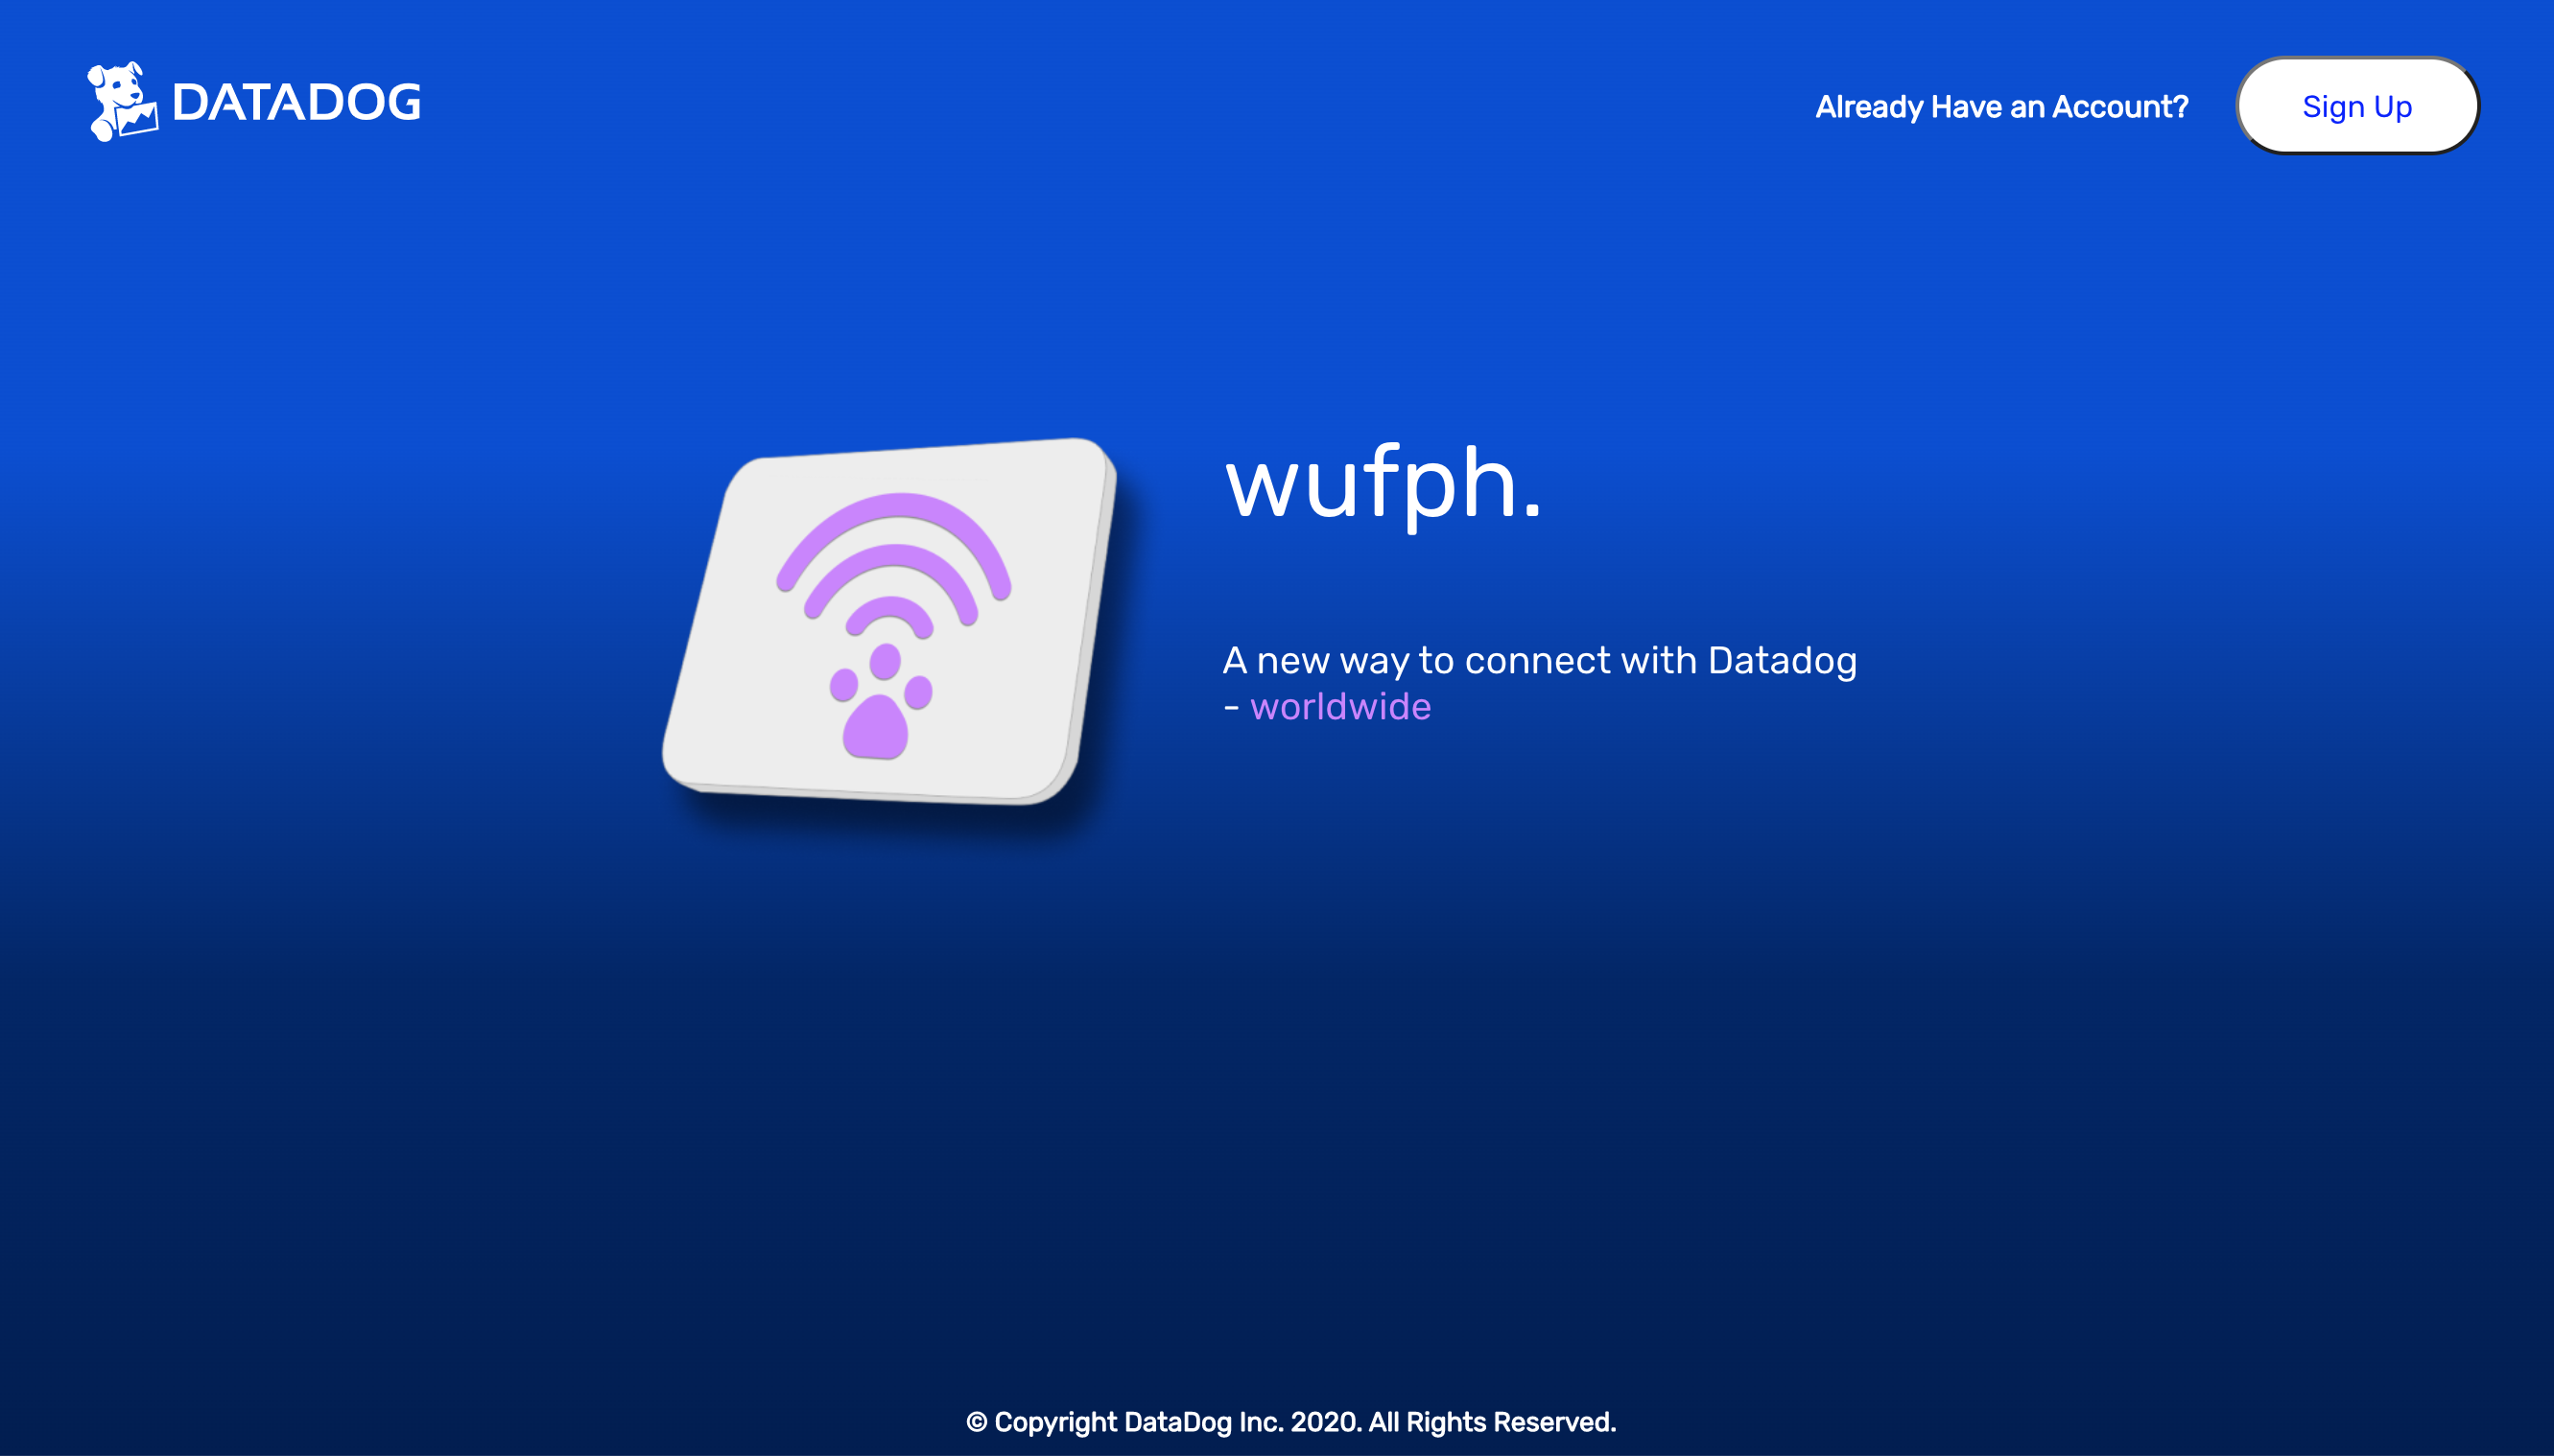 DATADOG
Already Have an Account?
Sign Up
wufph.
A new way to connect with Datadog
- worldwide
© Copyright DataDog Inc. 2020. All Rights Reserved.